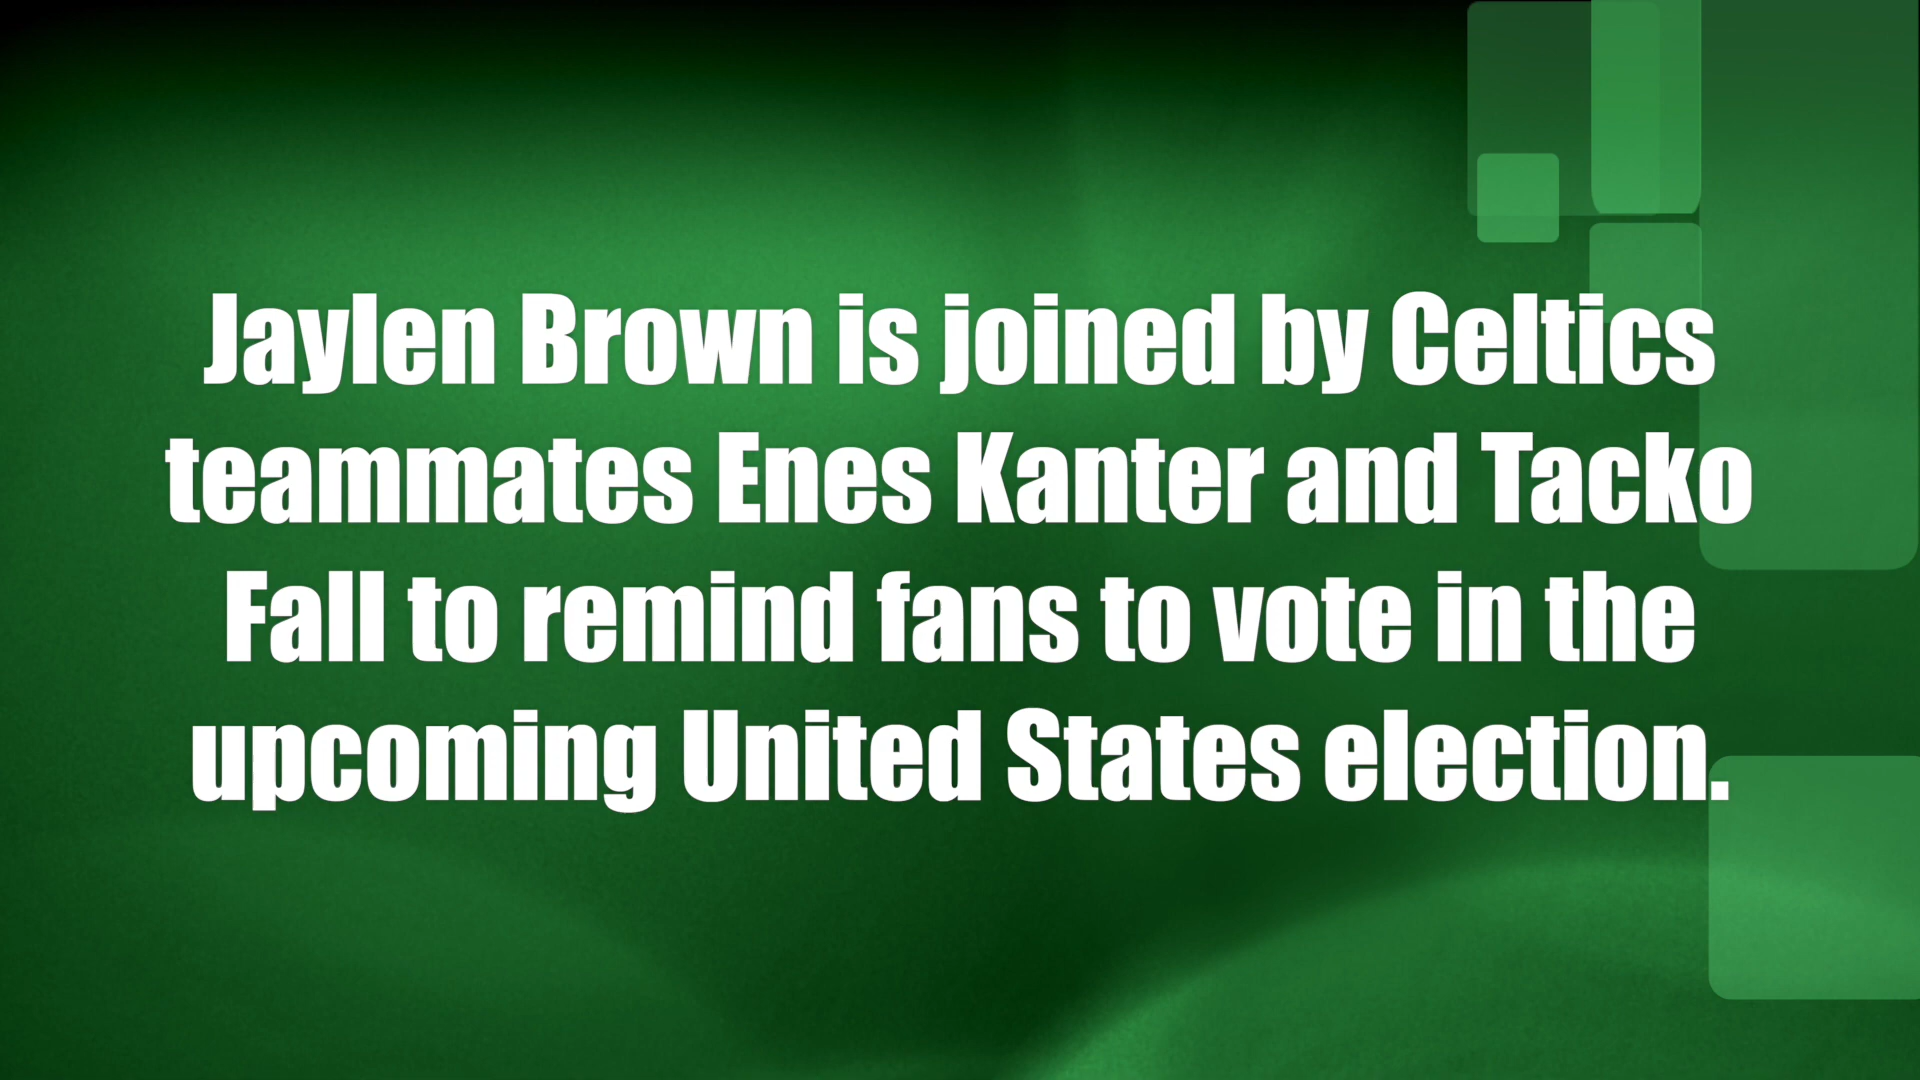 Jaylen Brown is joined by Celtics
teammates Enes Kanter and Tacko
Fall to remind fans to vote in the
upcoming United States election.